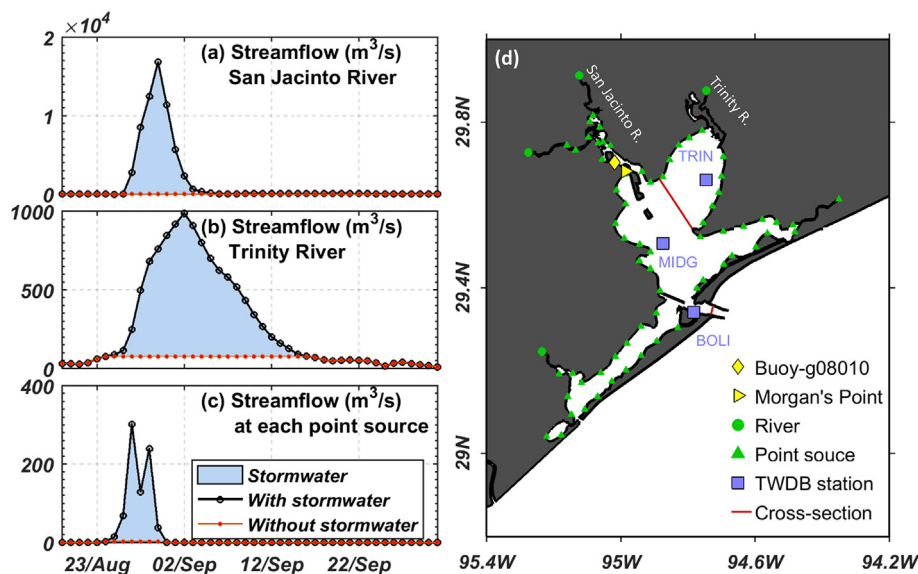 2
×10⁴
1
0
(a) Streamflow (m³/s)
San Jacinto River
1000
500
0
(b) Streamflow (m³/s)
Trinity River
400
200
0
(c) Streamflow (m³/s)
at each point source
Stormwater
With stormwater
Without stormwater
23/Aug 02/Sep 12/Sep 22/Sep
(d)
San Jacinto R.
Trinity R.
TRIN
MIDG
BOLI
29.8N
29.4N
29N
Buoy-g08010
Morgan's Point
River
Point souce
TWDB station
Cross-section
95.4W 95W 94.6W 94.2W